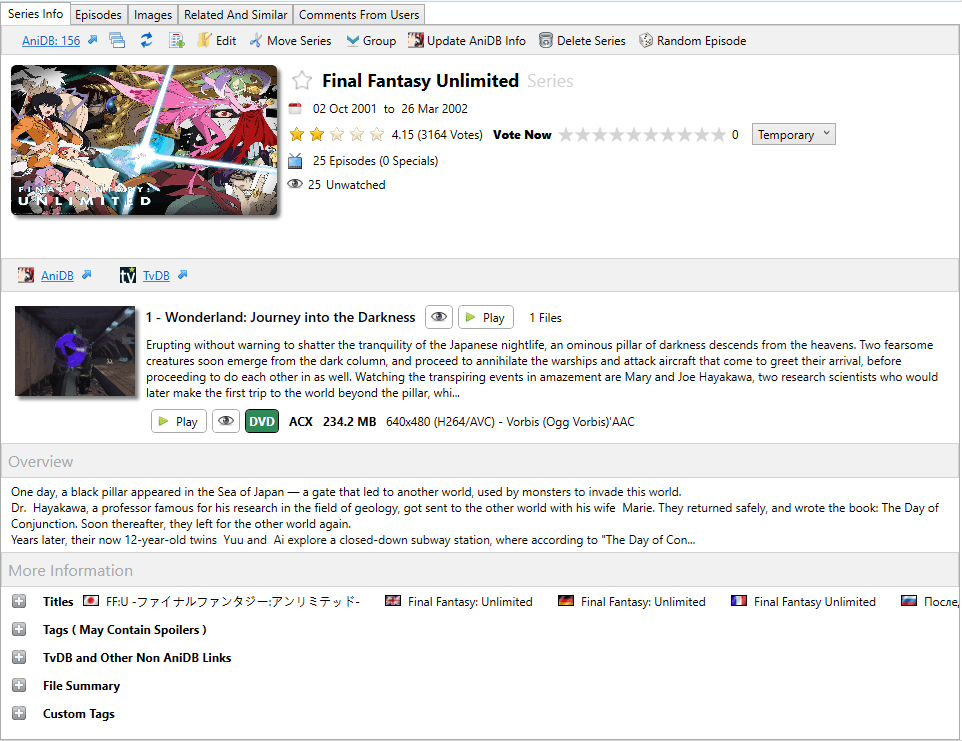 Series Info Episodes Images Related And Similar Comments From Users
AniDB: 156 Edit Move Series Group Update AniDB Info Delete Series Random Episode
Final Fantasy Unlimited Series
02 Oct 2001 to 26 Mar 2002
4.15 (3164 Votes) Vote Now 0 Temporary
25 Episodes (0 Specials)
25 Unwatched
FINAL FANTASY:
UNLIMITED
AniDB tv TvDB
1 - Wonderland: Journey into the Darkness Play 1 Files
Erupting without warning to shatter the tranquility of the Japanese nightlife, an ominous pillar of darkness descends from the heavens. Two fearsome
creatures soon emerge from the dark column, and proceed to annihilate the warships and attack aircraft that come to greet their arrival, before
proceeding to do each other in as well. Watching the transpiring events in amazement are Mary and Joe Hayakawa, two research scientists who would
later make the first trip to the world beyond the pillar, whi...
Play DVD ACX 234.2 MB 640x480 (H264/AVC) - Vorbis (Ogg Vorbis)'AAC
Overview
One day, a black pillar appeared in the Sea of Japan — a gate that led to another world, used by monsters to invade this world.
Dr. Hayakawa, a professor famous for his research in the field of geology, got sent to the other world with his wife Marie. They returned safely, and wrote the book: The Day of
Conjunction. Soon thereafter, they left for the other world again.
Years later, their now 12-year-old twins Yuu and Ai explore a closed-down subway station, where according to "The Day of Con...
More Information
Titles FF:U -ファイナルファンタジー:アンリミテッド- Final Fantasy: Unlimited Final Fantasy: Unlimited Final Fantasy Unlimited После
Tags ( May Contain Spoilers )
TvDB and Other Non AniDB Links
File Summary
Custom Tags